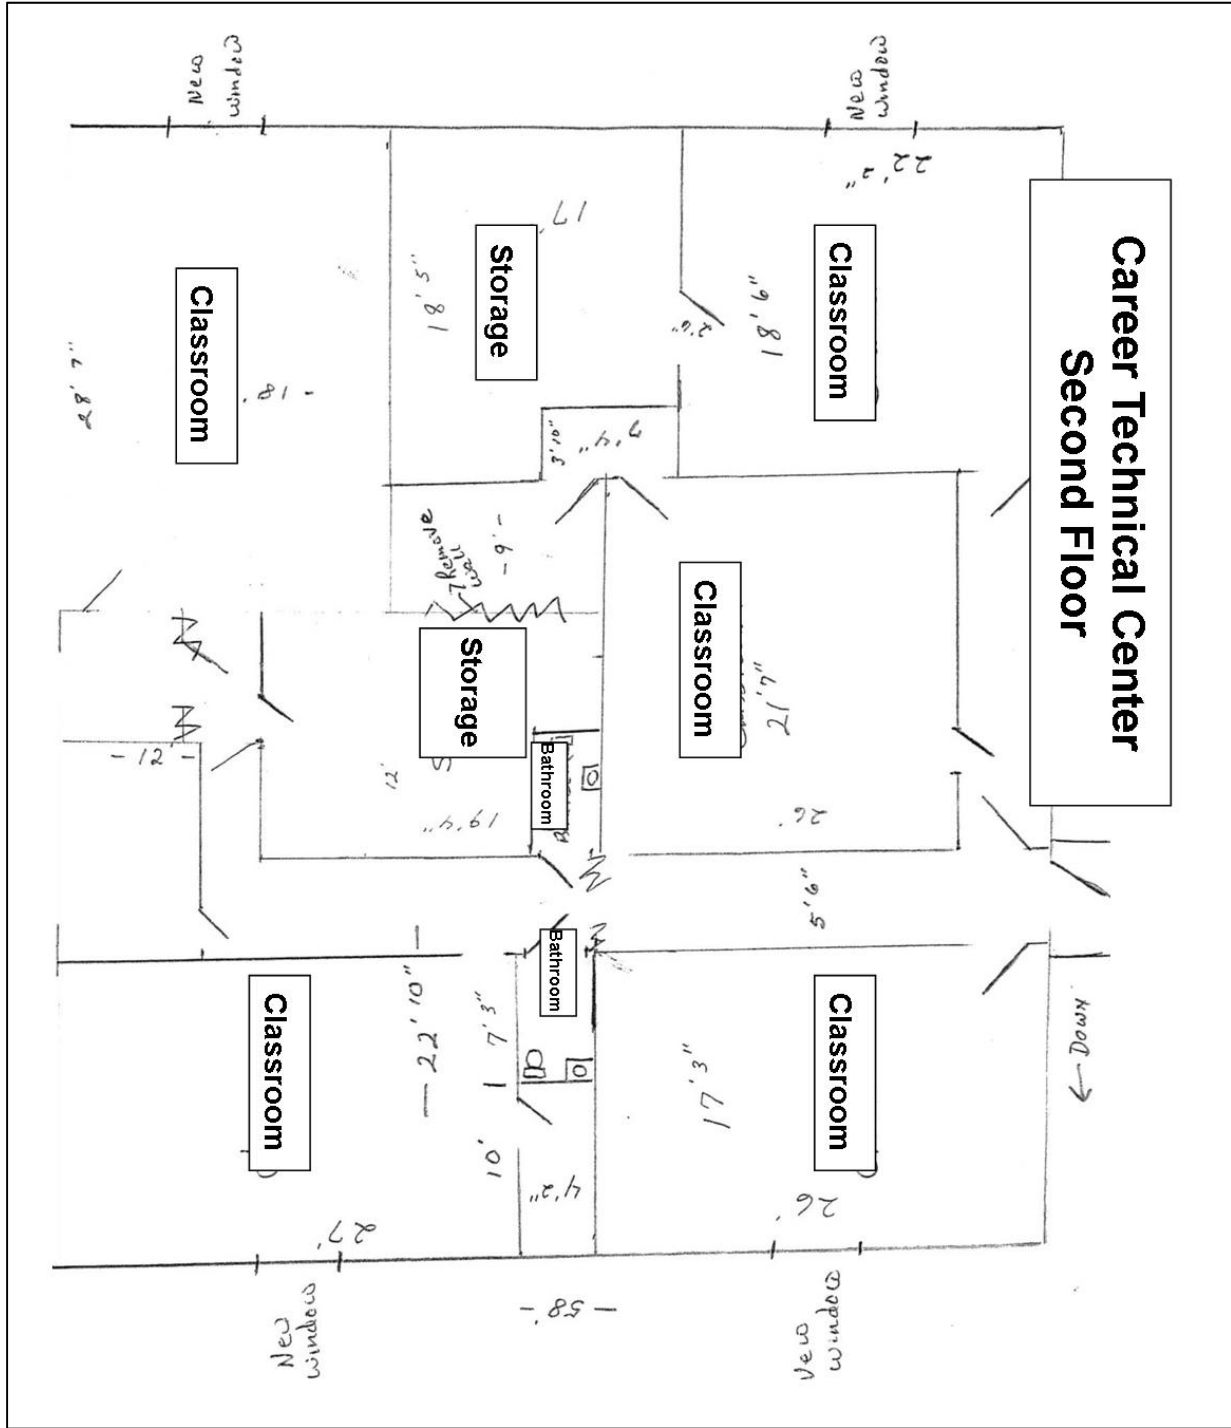 Career Technical Center
Second Floor
New
window
New
window
22' 2"
Classroom
18' 6"
2'6"
17
Storage
18' 5"
Classroom
28' 7"
18'
3'10"
7'4"
Remove
wall
- 9' -
Classroom
21' 7"
26'
Storage
12'
19'4"
Bathroom
- 12' -
5' 6"
Bathroom
Classroom
17' 3"
26'
← DOWN
7' 3"
10'
4'2"
Classroom
- 22' 10"
27'
New
window
New
window
- 58' -